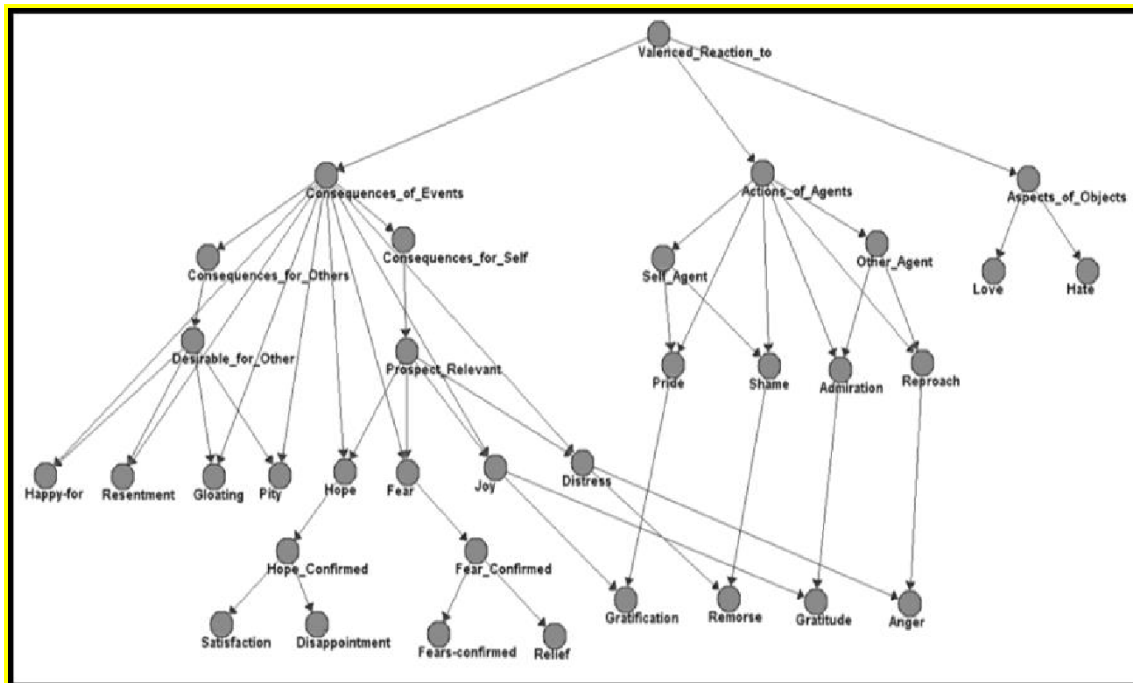 Valenced_Reaction_to
Consequences_of_Events
Actions_of_Agents
Aspects_of_Objects
Consequences_for_Others
Consequences_for_Self
Self_Agent
Other_Agent
Love
Hate
Desirable_for_Other
Prospect_Relevant
Pride
Shame
Admiration
Reproach
Happy-for
Resentment
Gloating
Pity
Hope
Fear
Joy
Distress
Hope_Confirmed
Fear_Confirmed
Gratification
Remorse
Gratitude
Anger
Satisfaction
Disappointment
Fears-confirmed
Relief